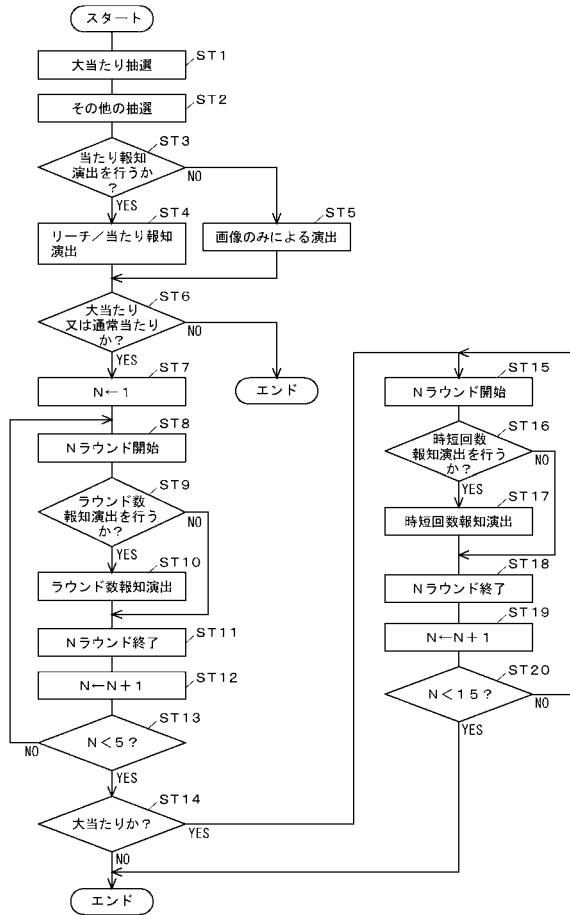 スタート
大当たり抽選
ST1
その他の抽選
ST2
当たり報知
演出を行うか
?
ST3
NO
YES
リーチ/当たり報知
演出
ST4
画像のみによる演出
ST5
大当たり
又は通常当たり
か?
ST6
NO
YES
エンド
N←1
ST7
Nラウンド開始
ST8
ラウンド数
報知演出を行う
か?
ST9
NO
YES
ラウンド数報知演出
ST10
Nラウンド終了
ST11
N←N+1
ST12
N<5?
ST13
NO
YES
大当たりか?
ST14
YES
NO
エンド
Nラウンド開始
ST15
時短回数
報知演出を行う
か?
ST16
NO
YES
時短回数報知演出
ST17
Nラウンド終了
ST18
N←N+1
ST19
N<15?
ST20
NO
YES